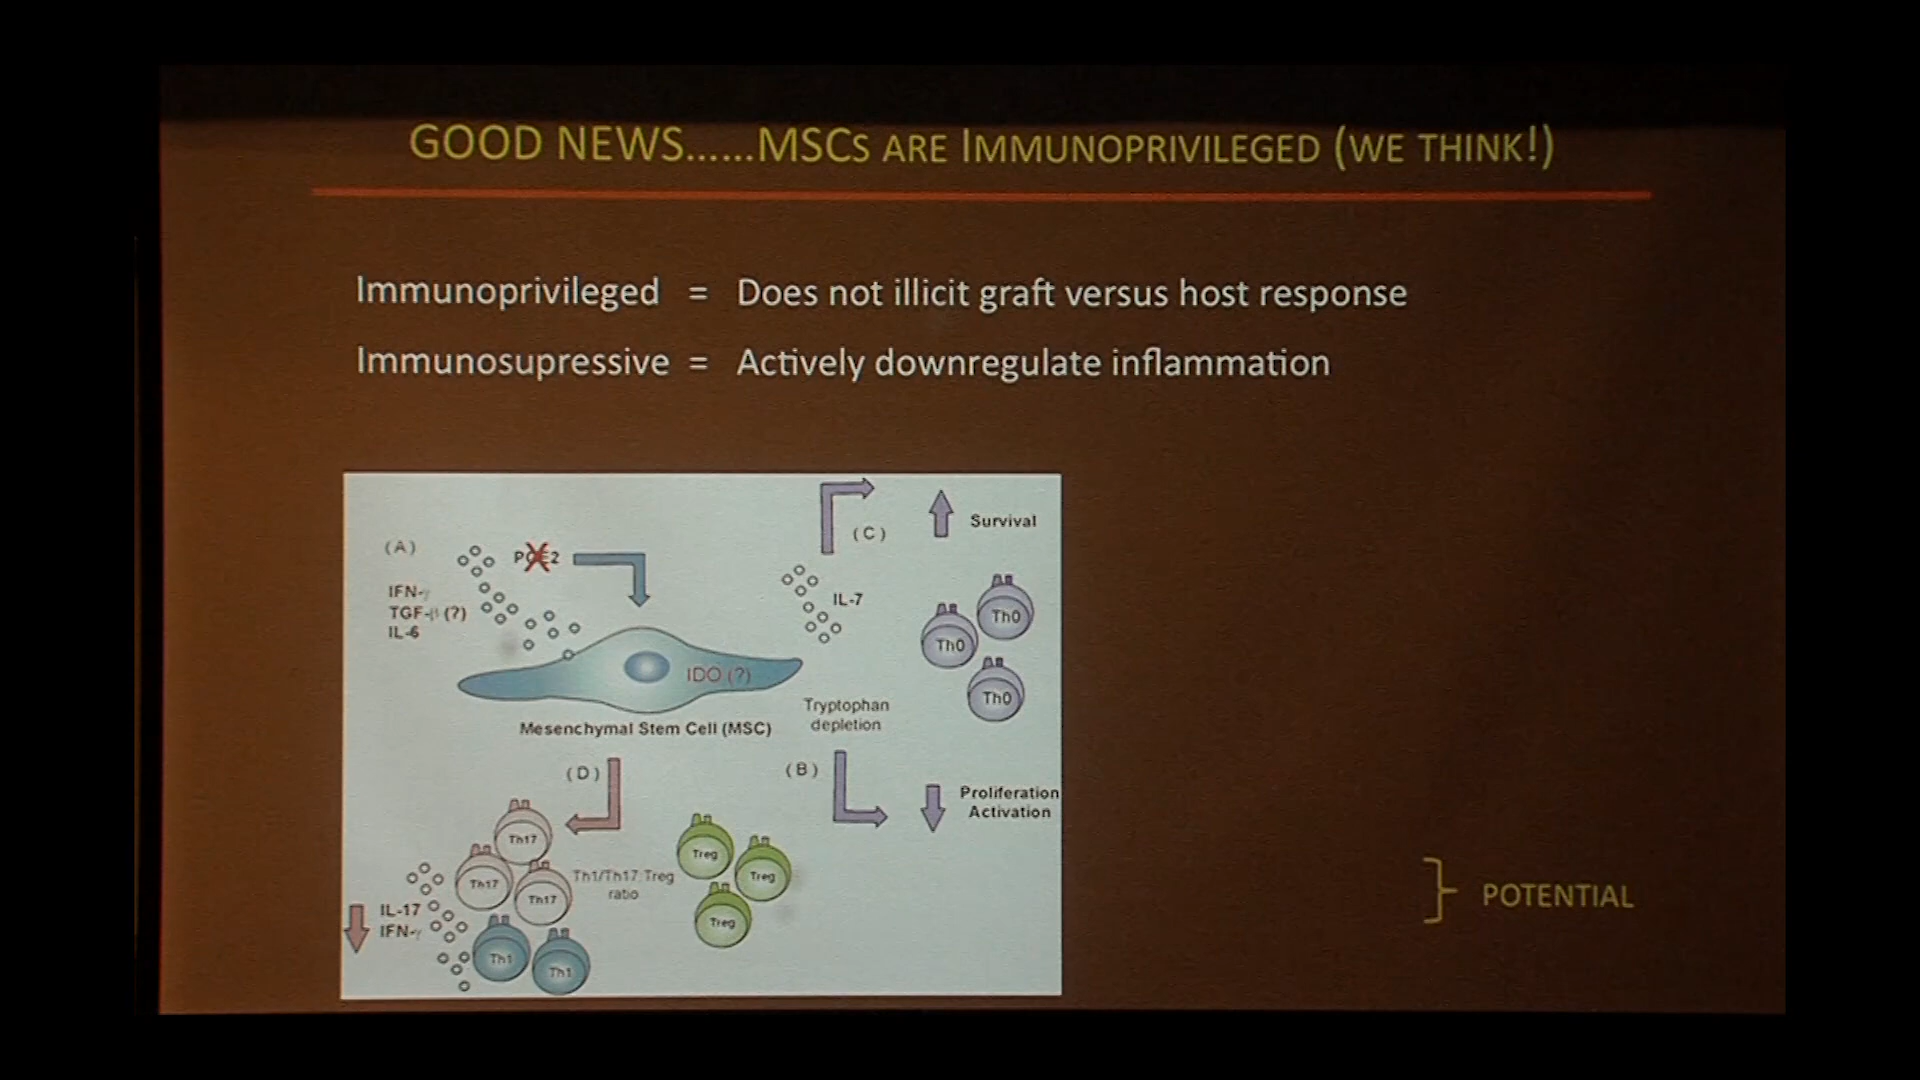 GOOD NEWS......MSCS ARE IMMUNOPRIVILEGED (WE THINK!)
Immunoprivileged = Does not illicit graft versus host response
Immunosupressive = Actively downregulate inflammation
(A)
IFN-γ
TGF-β (?)
IL-6
PGE2
(C)
Survival
IL-7
Th0
Th0
Th0
IDO (?)
Mesenchymal Stem Cell (MSC)
Tryptophan
depletion
(D)
(B)
Proliferation
Activation
Th17
Th17
Th17
Th1/Th17:Treg
ratio
Treg
Treg
Treg
IL-17
IFN-γ
Th1
Th1
} POTENTIAL